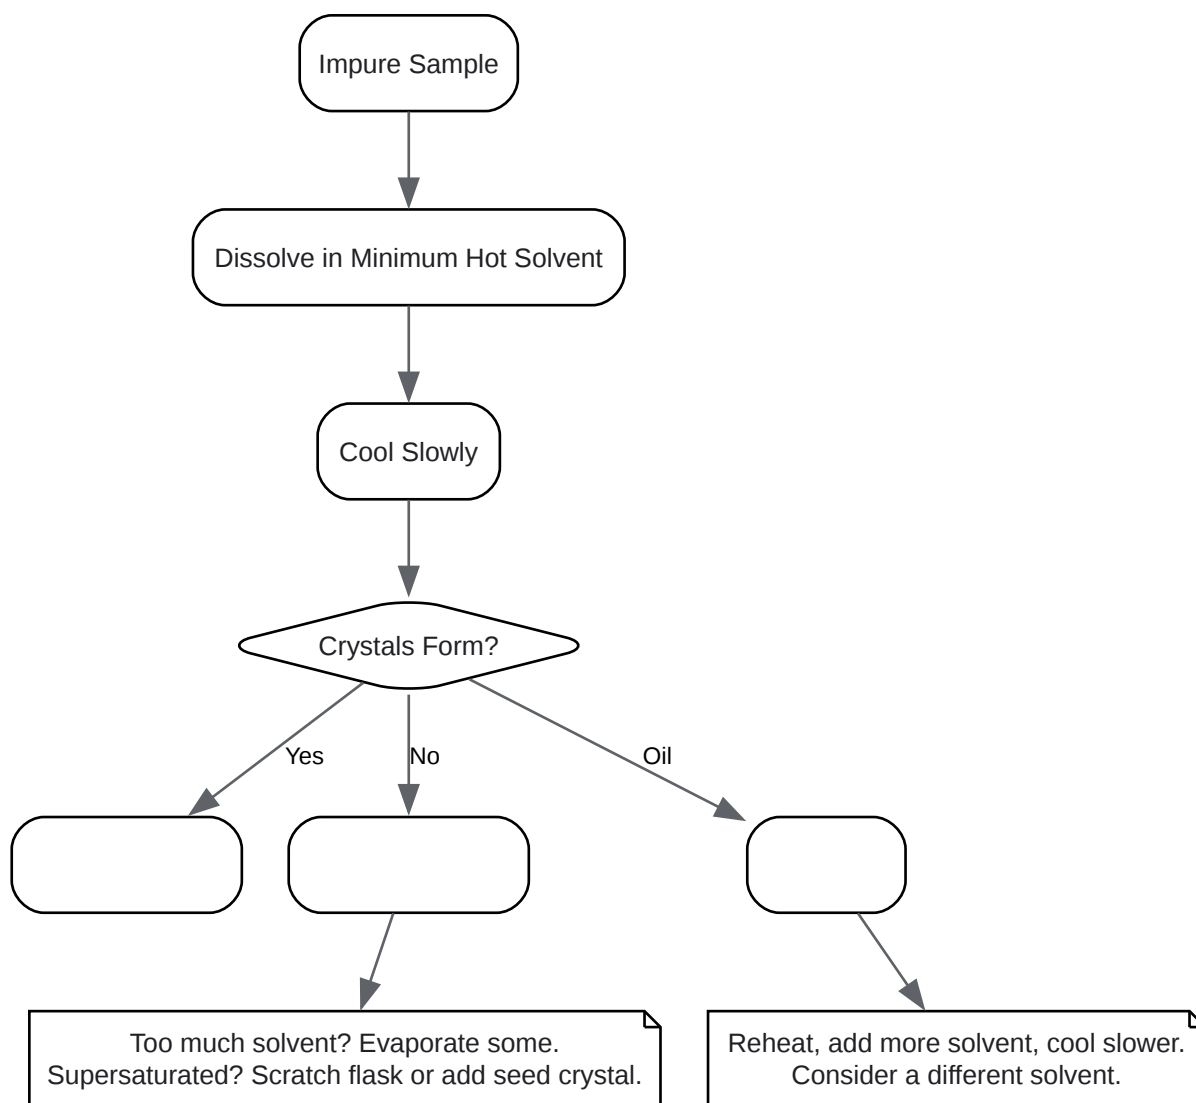 Impure Sample
Dissolve in Minimum Hot Solvent
Cool Slowly
Crystals Form?
Yes
No
Oil
Too much solvent? Evaporate some.
Supersaturated? Scratch flask or add seed crystal.
Reheat, add more solvent, cool slower.
Consider a different solvent.